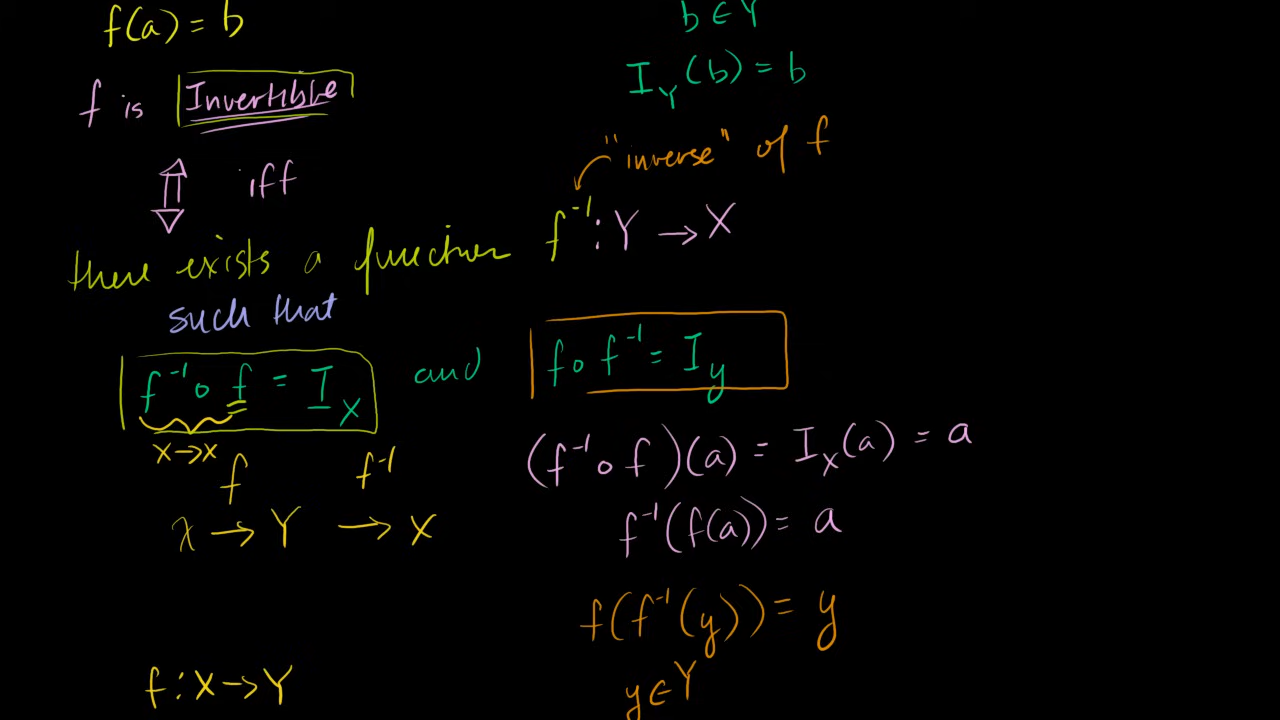 f(a) = b
b ∈ Y
I_Y (b) = b
f is Invertible
"inverse" of f
iff
f⁻¹ : Y → X
there exists a function
such that
f⁻¹ ∘ f = I_X and f ∘ f⁻¹ = I_y
X → X
(f⁻¹ ∘ f)(a) = I_X(a) = a
f f⁻¹
X → Y → X
f⁻¹(f(a)) = a
f(f⁻¹(y)) = y
f : X → Y
y ∈ Y